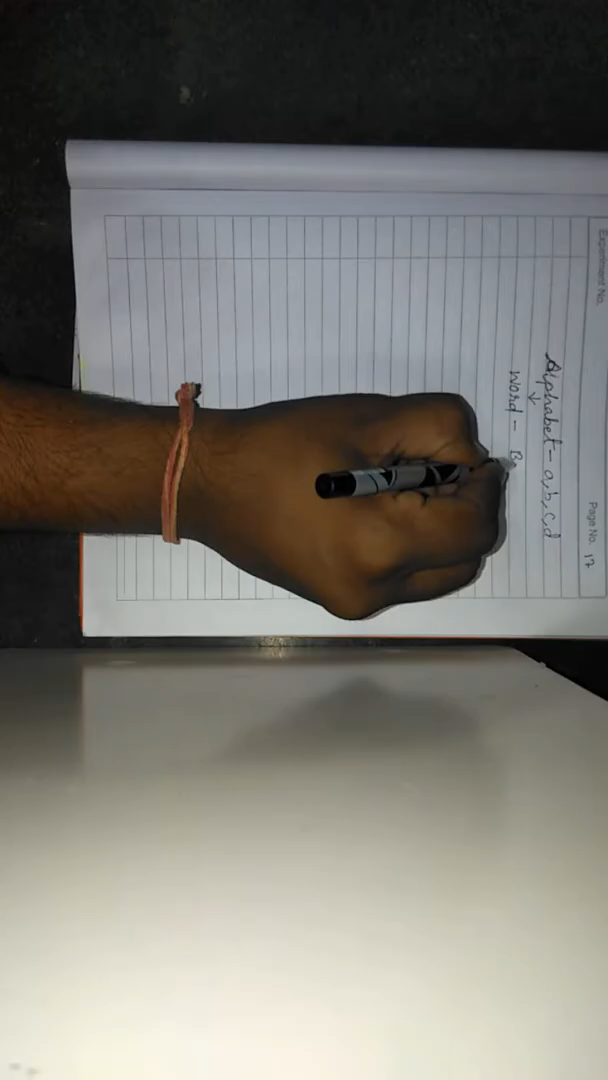 Experiment No.
Page No. 17
Alphabet - a,b,c,d
↓
Word - B